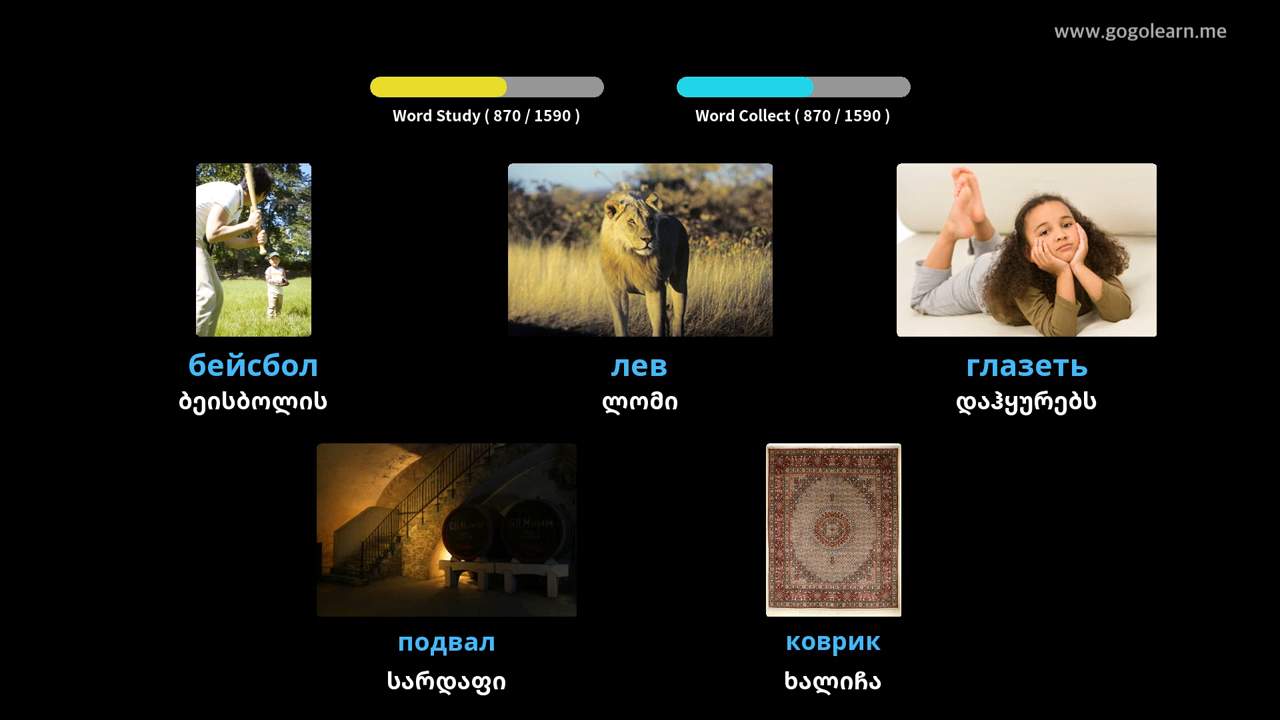 www.gogolearn.me
Word Study ( 870 / 1590 )
Word Collect ( 870 / 1590 )
бейсбол
ბეისბოლის
лев
ლომი
глазеть
დაჰყურებს
подвал
სარდაფი
коврик
ხალიჩა